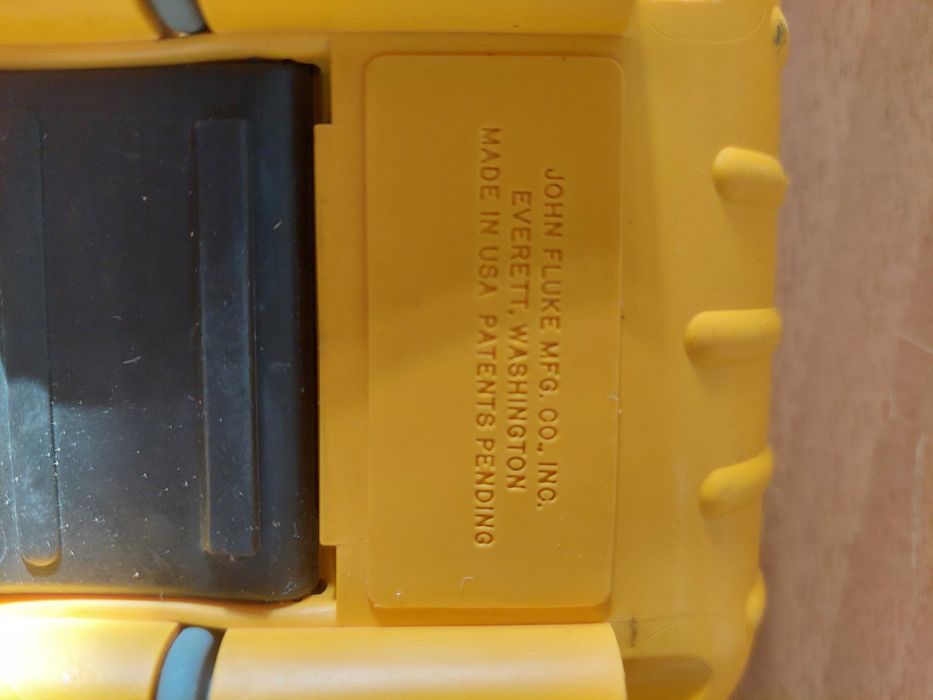 JOHN FLUKE MFG. CO., INC.
EVERETT, WASHINGTON
MADE IN USA PATENTS PENDING